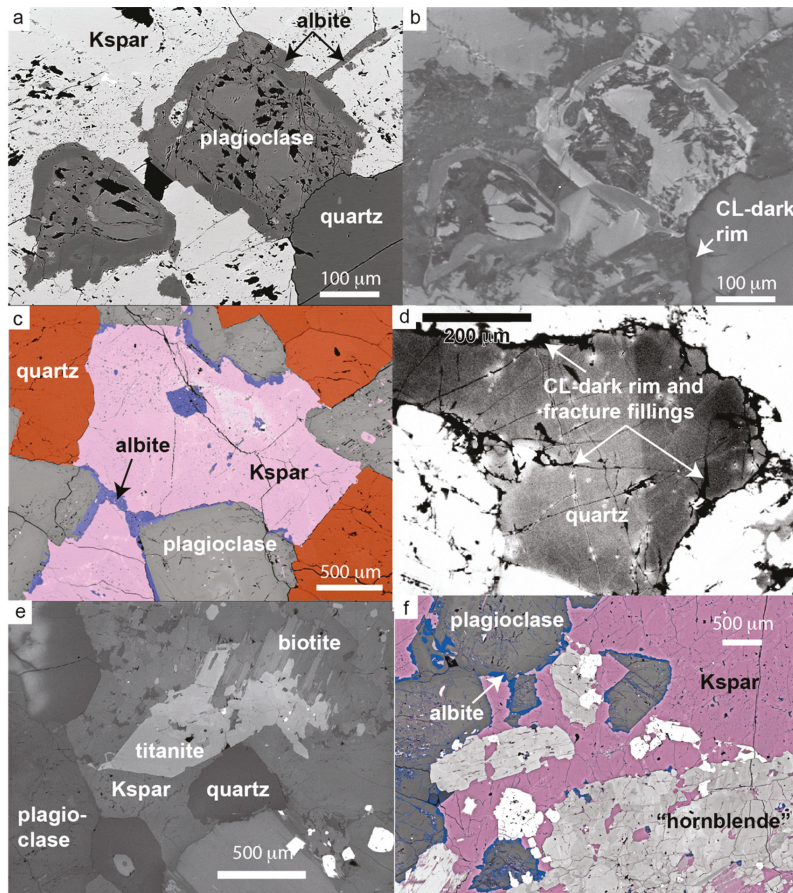 a
albite
Kspar
plagioclase
quartz
100 μm
b
CL-dark
rim
100 μm
c
quartz
albite
Kspar
plagioclase
500 μm
d
200 μm
CL-dark rim and
fracture fillings
quartz
e
biotite
titanite
Kspar
quartz
plagio-
clase
500 μm
f
plagioclase
500 μm
Kspar
albite
"hornblende"